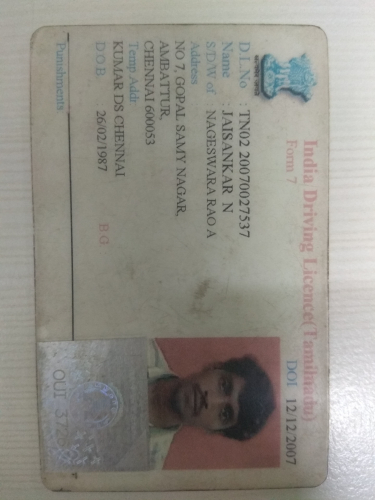 India Driving Licence(Tamilnadu)
Form 7
DOI 12/12/2007
D.L.No : TN02 20070027537
Name : JAISANKAR N
S/D/W of NAGESWARA RAO A
Address
NO 7, GOPAL SAMY NAGAR,
AMBATTUR,
CHENNAI 600053
Temp Addr
KUMAR DS CHENNAI
D.O.B. 26/02/1987 B.G.
Punishments